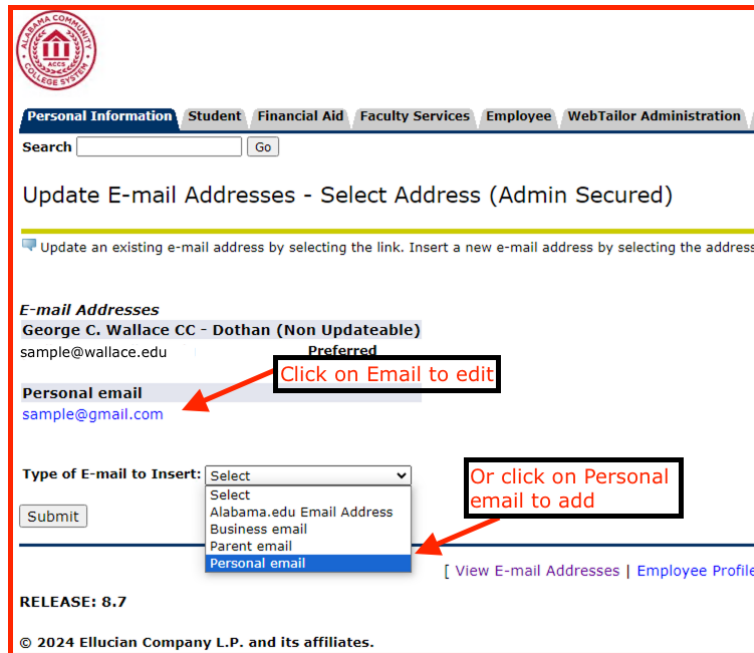 ALABAMA COMMUNITY
ACCS
COLLEGE SYSTEM
Personal Information Student Financial Aid Faculty Services Employee WebTailor Administration
Search Go
Update E-mail Addresses - Select Address (Admin Secured)
Update an existing e-mail address by selecting the link. Insert a new e-mail address by selecting the address
E-mail Addresses
George C. Wallace CC - Dothan (Non Updateable)
sample@wallace.edu Preferred
Click on Email to edit
Personal email
sample@gmail.com
Type of E-mail to Insert: Select
Or click on Personal
email to add
Select
Alabama.edu Email Address
Submit
Business email
Parent email
Personal email
[ View E-mail Addresses | Employee Profile
RELEASE: 8.7
© 2024 Ellucian Company L.P. and its affiliates.